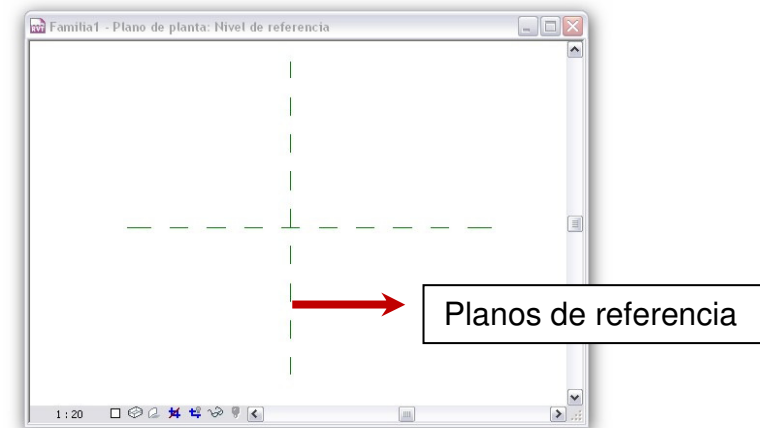 Familia1 - Plano de planta: Nivel de referencia
Planos de referencia
1 : 20